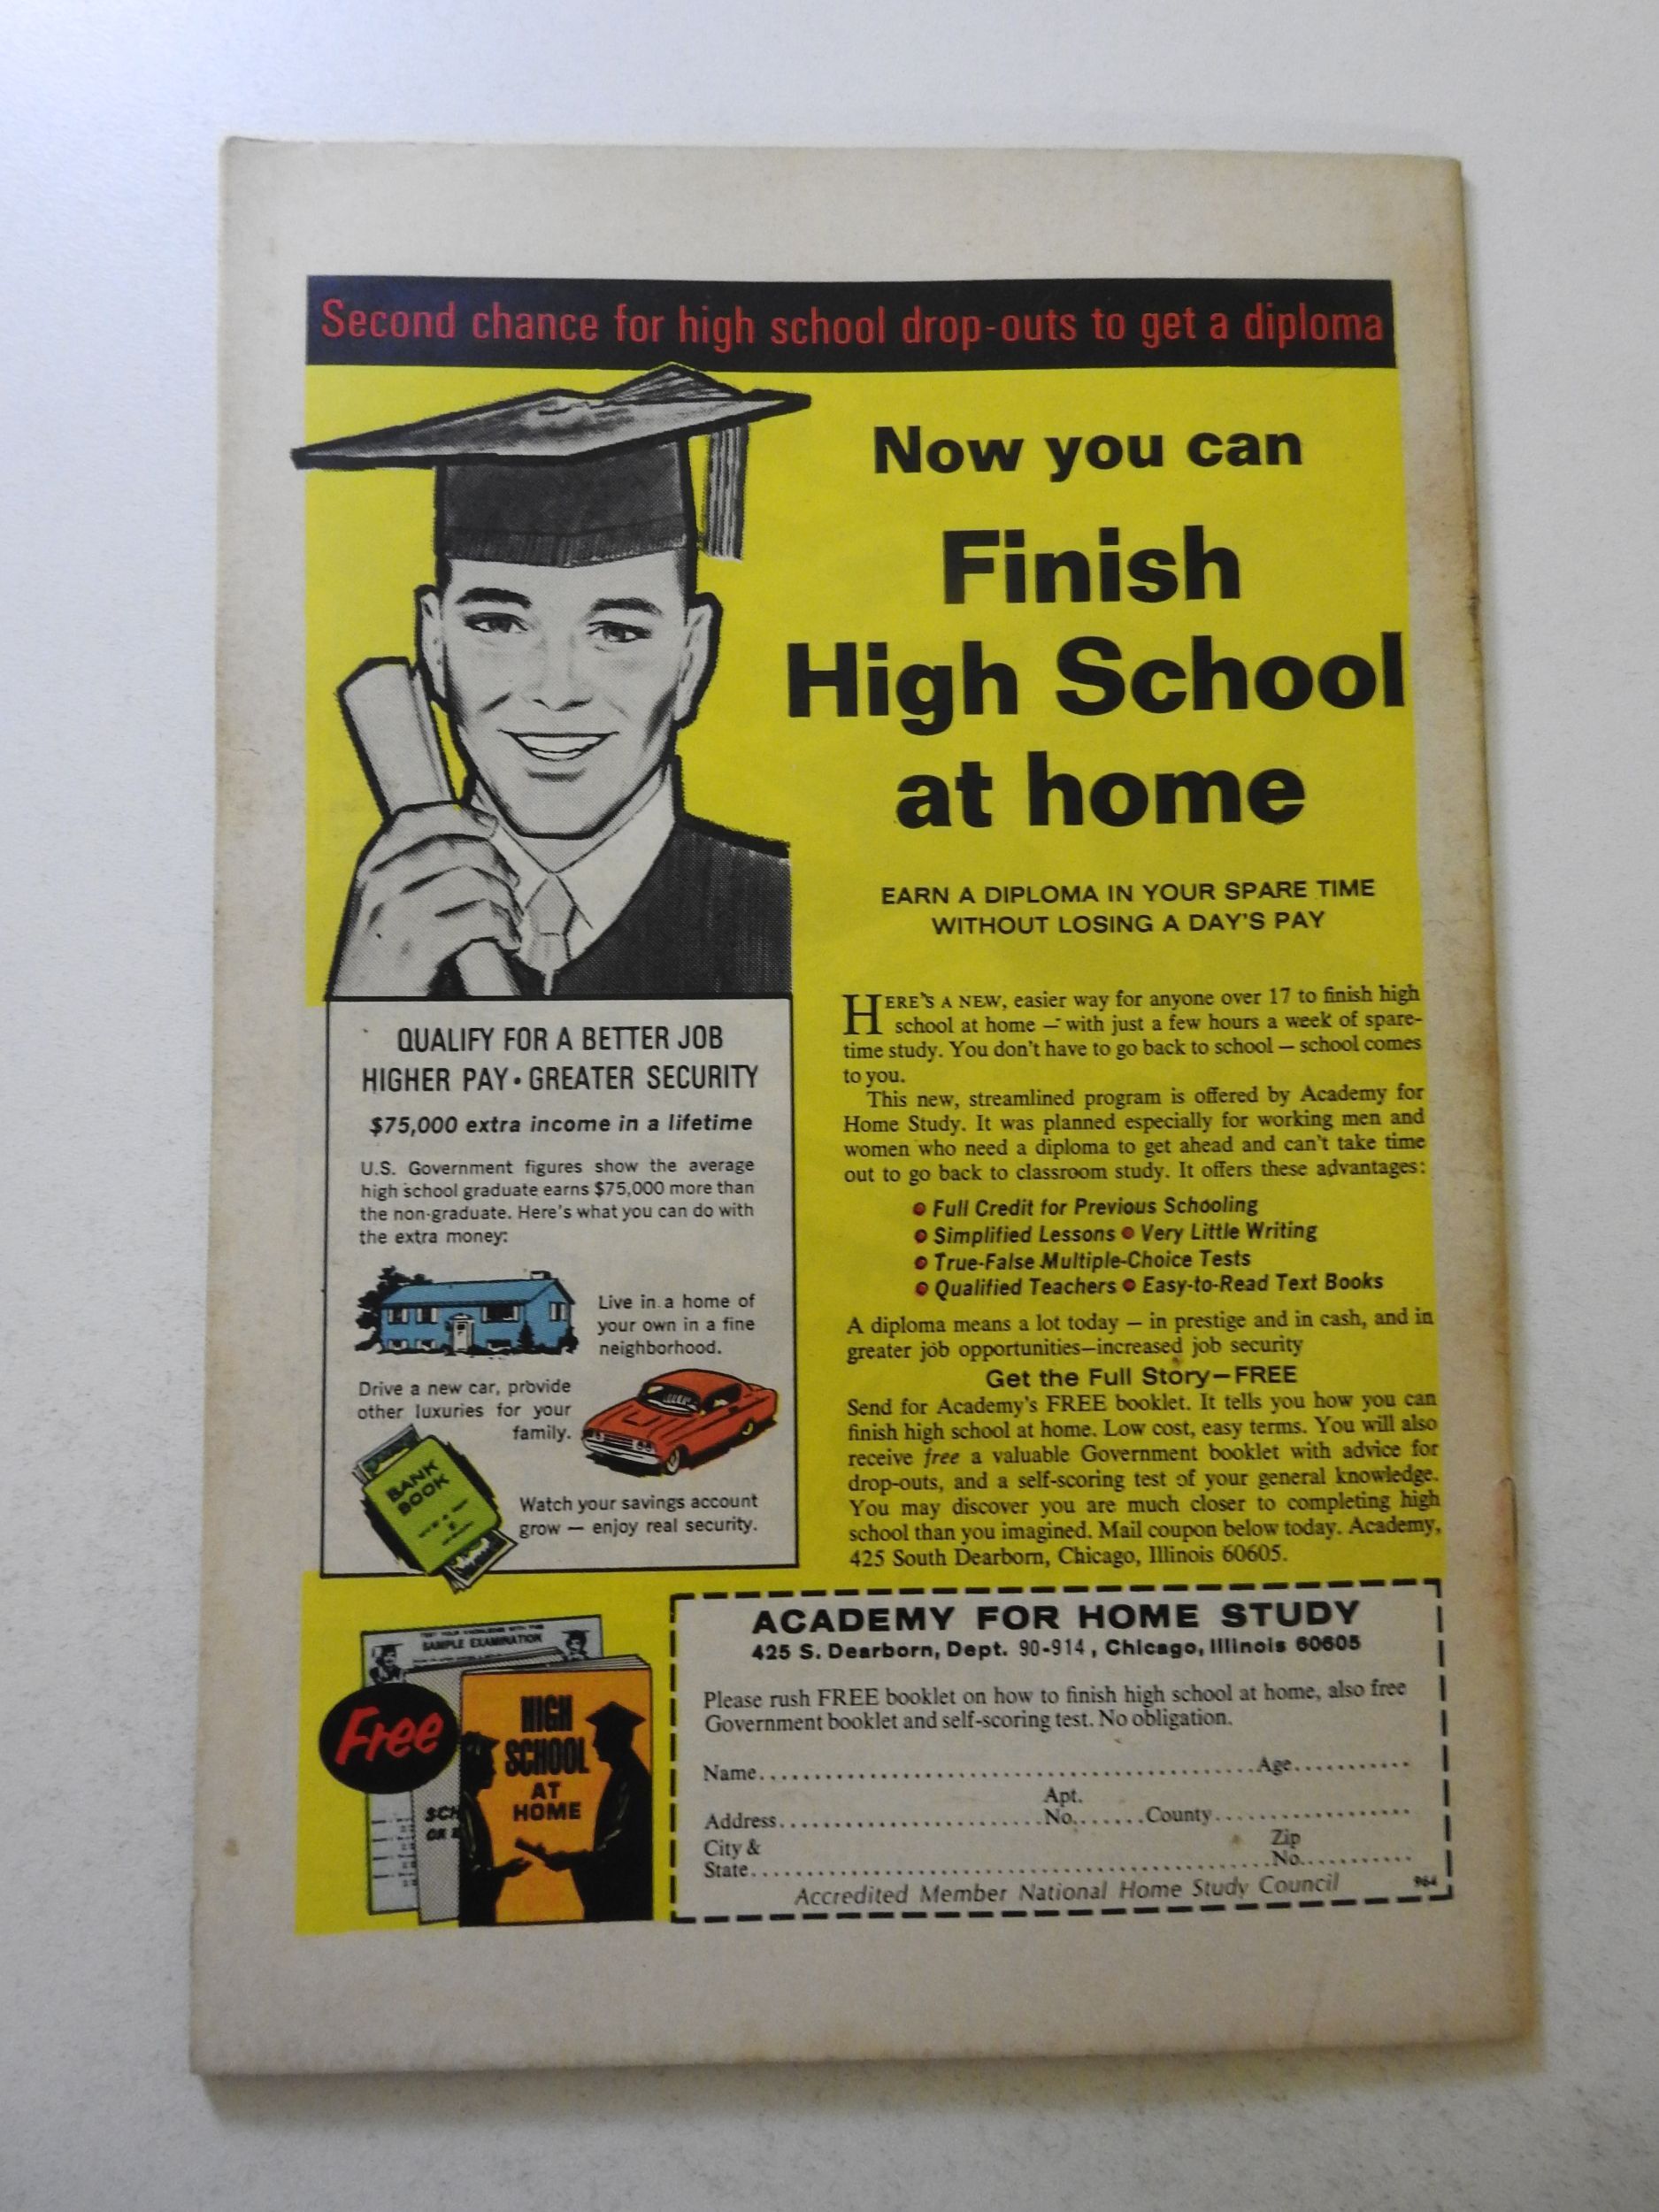 Second chance for high school drop-outs to get a diploma
Now you can
Finish
High School
at home
EARN A DIPLOMA IN YOUR SPARE TIME
WITHOUT LOSING A DAY'S PAY
QUALIFY FOR A BETTER JOB
HIGHER PAY • GREATER SECURITY
$75,000 extra income in a lifetime
U.S. Government figures show the average
high school graduate earns $75,000 more than
the non-graduate. Here's what you can do with
the extra money:
Live in a home of
your own in a fine
neighborhood.
Drive a new car, provide
other luxuries for your
family.
BANK
BOOK
Watch your savings account
grow — enjoy real security.
HERE'S A NEW, easier way for anyone over 17 to finish high
school at home — with just a few hours a week of spare-
time study. You don't have to go back to school — school comes
to you.
This new, streamlined program is offered by Academy for
Home Study. It was planned especially for working men and
women who need a diploma to get ahead and can't take time
out to go back to classroom study. It offers these advantages:
• Full Credit for Previous Schooling
• Simplified Lessons • Very Little Writing
• True-False Multiple-Choice Tests
• Qualified Teachers • Easy-to-Read Text Books
A diploma means a lot today — in prestige and in cash, and in
greater job opportunities—increased job security
Get the Full Story—FREE
Send for Academy's FREE booklet. It tells you how you can
finish high school at home. Low cost, easy terms. You will also
receive free a valuable Government booklet with advice for
drop-outs, and a self-scoring test of your general knowledge.
You may discover you are much closer to completing high
school than you imagined. Mail coupon below today. Academy,
425 South Dearborn, Chicago, Illinois 60605.
TEST YOUR KNOWLEDGE WITH THIS
SAMPLE EXAMINATION
Free
HIGH
SCHOOL
AT
HOME
SCH
OR
ACADEMY FOR HOME STUDY
425 S. Dearborn, Dept. 90-914, Chicago, Illinois 60605
Please rush FREE booklet on how to finish high school at home, also free
Government booklet and self-scoring test. No obligation.
Name..........Age..........
Apt.
Address..........No.......County..........
City & Zip
State..........No..........
Accredited Member National Home Study Council 964